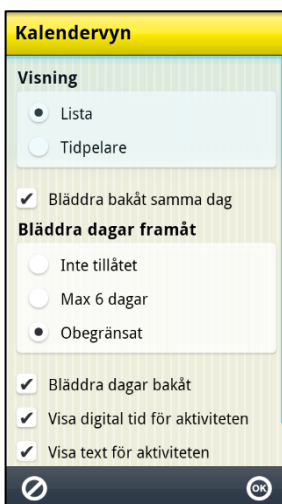 Kalendervyn
Visning
Lista
Tidpelare
Bläddra bakåt samma dag
Bläddra dagar framåt
Inte tillåtet
Max 6 dagar
Obegränsat
Bläddra dagar bakåt
Visa digital tid för aktiviteten
Visa text för aktiviteten
OK